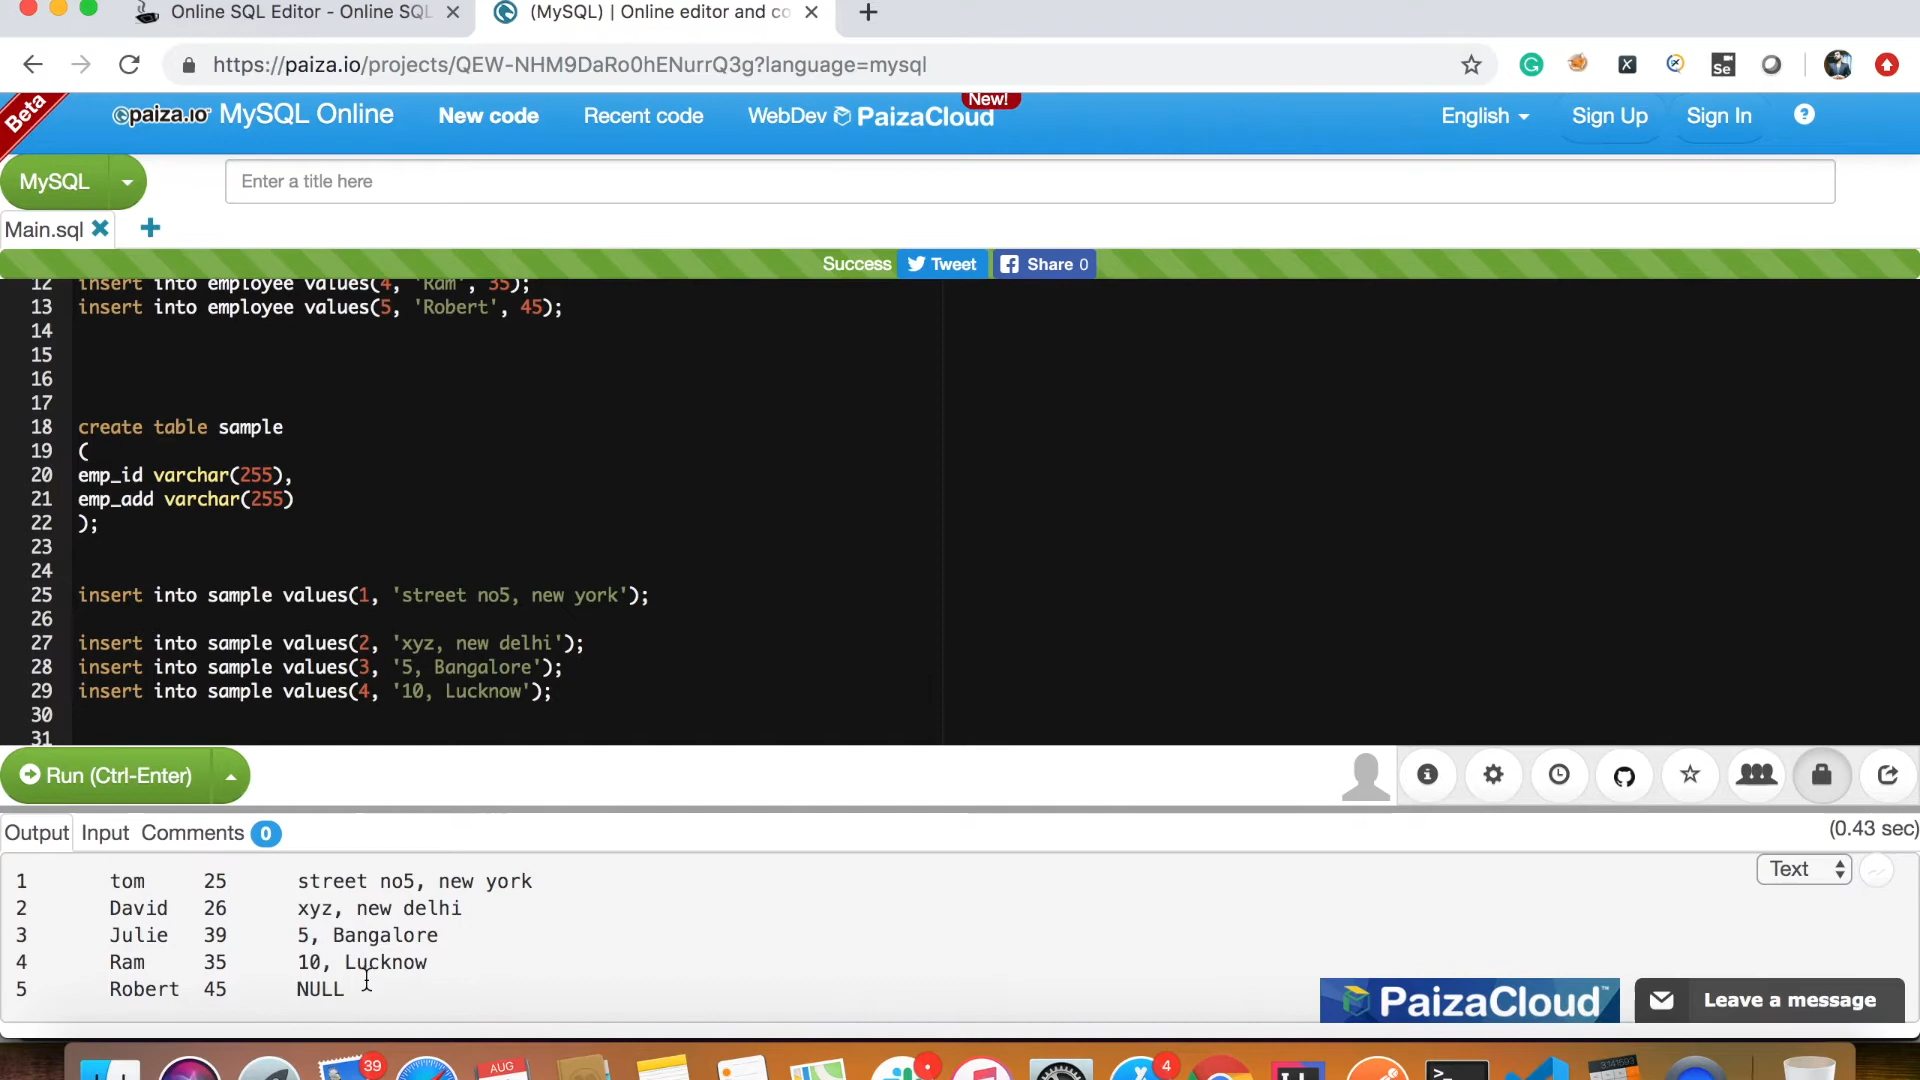 Online SQL Editor - Online SQL
(MySQL) | Online editor and co
https://paiza.io/projects/QEW-NHM9DaRo0hENurrQ3g?language=mysql
Se
Beta
paiza.io MySQL Online
New code
Recent code
WebDev PaizaCloud
New!
English
Sign Up
Sign In
?
MySQL
Enter a title here
Main.sql
Success
Tweet
Share 0
12 insert into employee values(4, 'Ram', 35);
13 insert into employee values(5, 'Robert', 45);
14
15
16
17
18 create table sample
19 (
20 emp_id varchar(255),
21 emp_add varchar(255)
22 );
23
24
25 insert into sample values(1, 'street no5, new york');
26
27 insert into sample values(2, 'xyz, new delhi');
28 insert into sample values(3, '5, Bangalore');
29 insert into sample values(4, '10, Lucknow');
30
31
Run (Ctrl-Enter)
Output Input Comments 0
(0.43 sec)
Text
1 tom 25 street no5, new york
2 David 26 xyz, new delhi
3 Julie 39 5, Bangalore
4 Ram 35 10, Lucknow
5 Robert 45 NULL
PaizaCloud
Leave a message
39
AUG
4